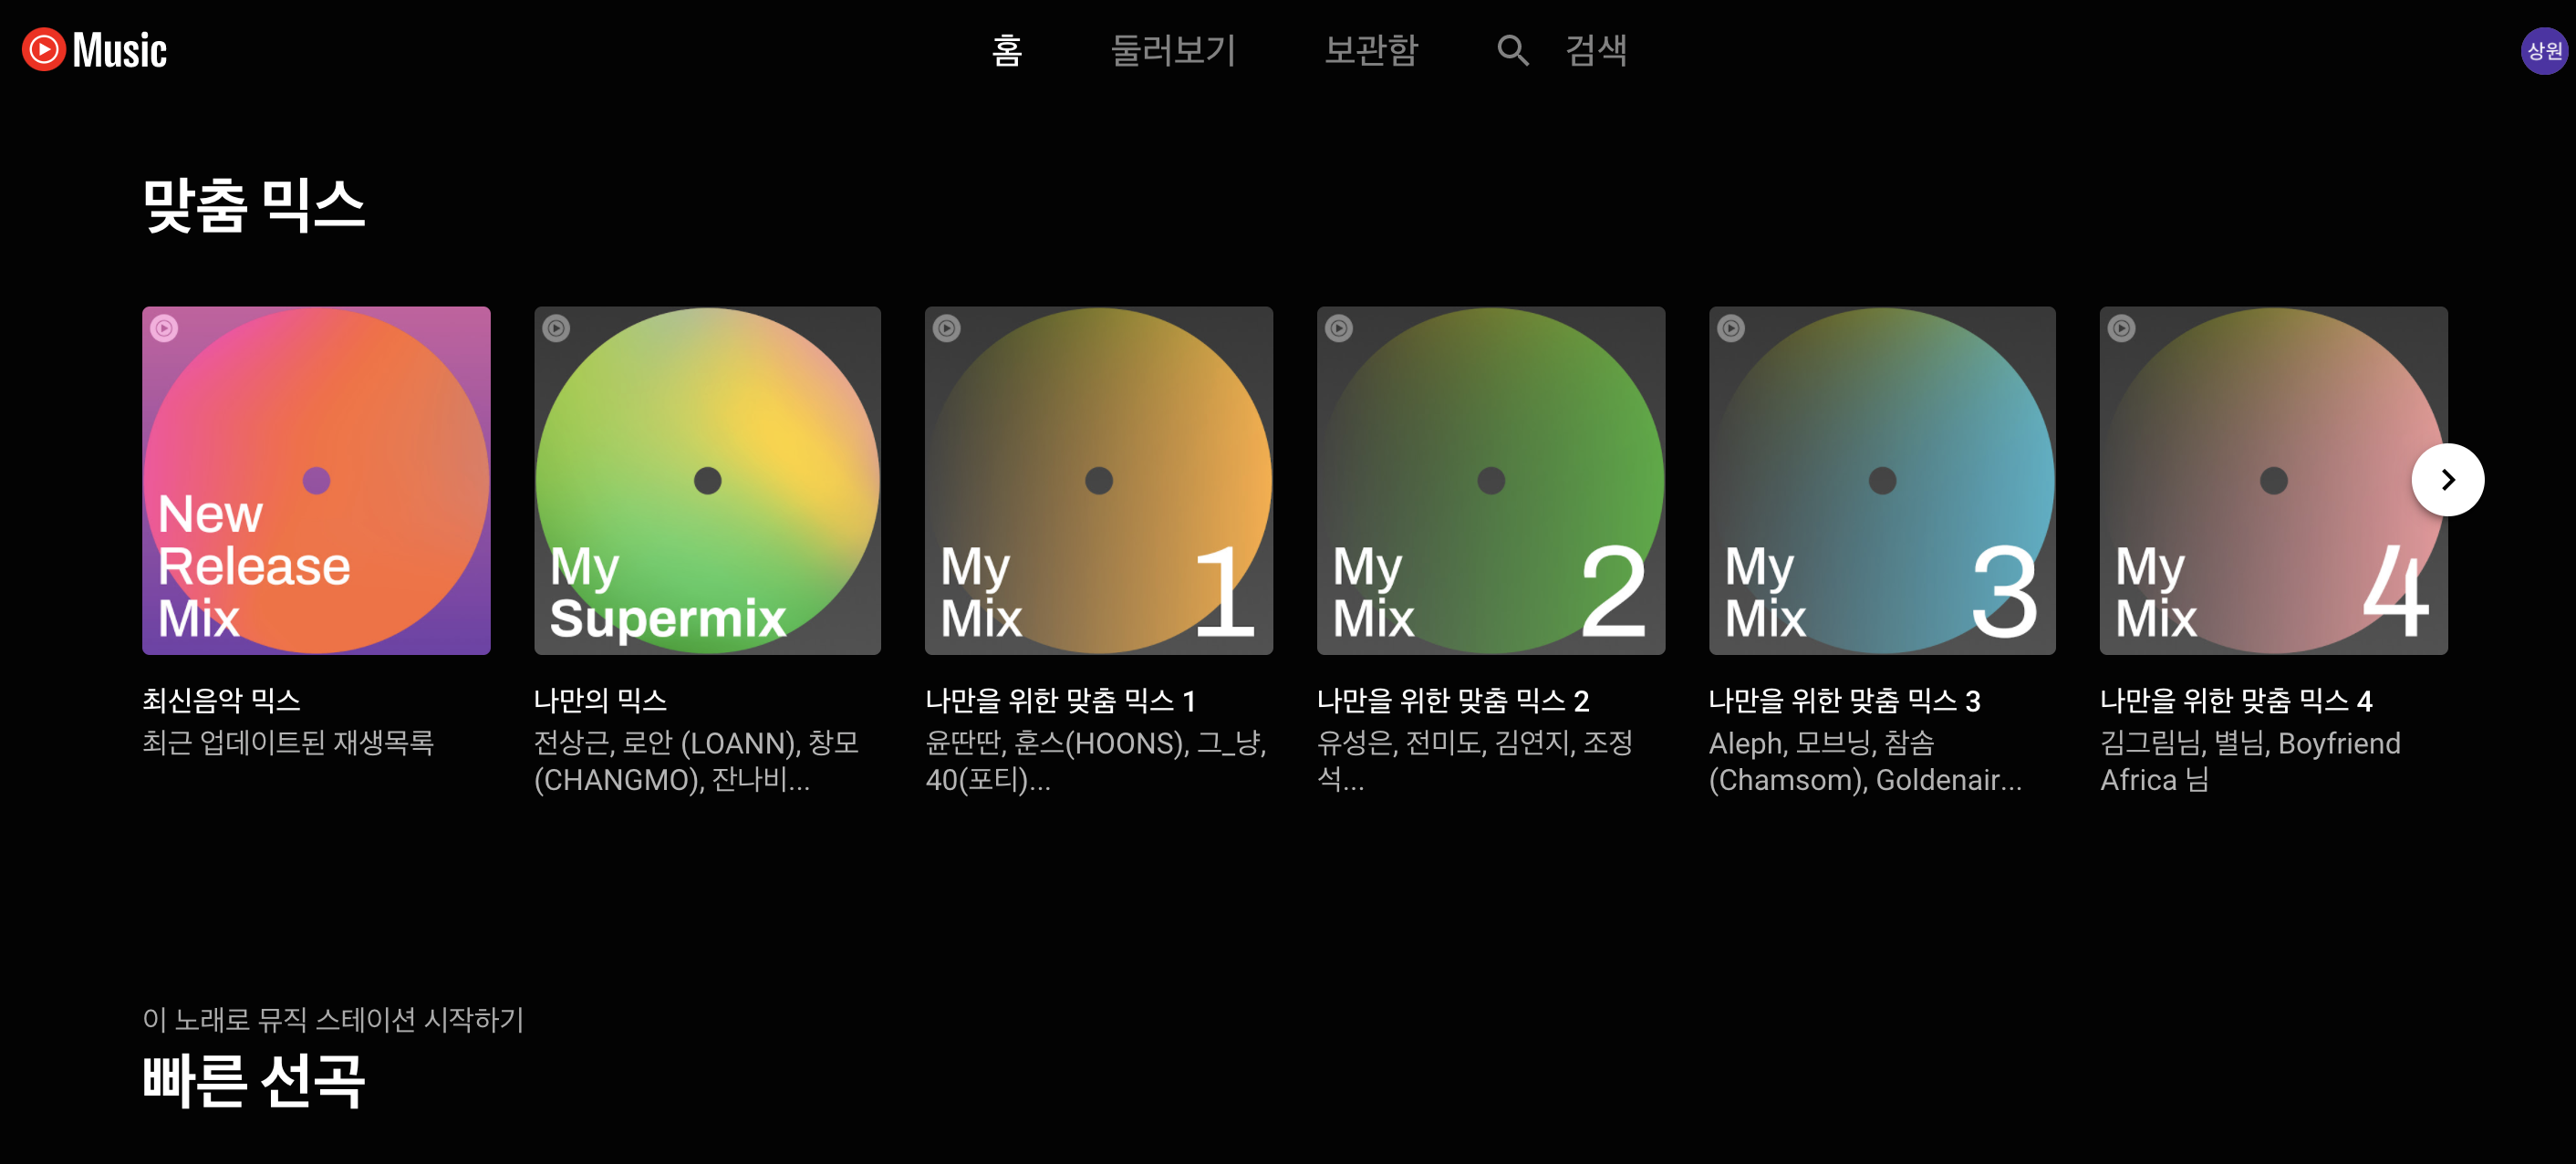 Music
홈
둘러보기
보관함
검색
상원
맞춤 믹스
New
Release
Mix
My
Supermix
My
Mix
1
My
Mix
2
My
Mix
3
My
Mix
4
최신음악 믹스
최근 업데이트된 재생목록
나만의 믹스
전상근, 로안 (LOANN), 창모
(CHANGMO), 잔나비...
나만을 위한 맞춤 믹스 1
윤딴딴, 훈스(HOONS), 그_냥,
40(포티)...
나만을 위한 맞춤 믹스 2
유성은, 전미도, 김연지, 조정
석...
나만을 위한 맞춤 믹스 3
Aleph, 모브닝, 참솜
(Chamsom), Goldenair...
나만을 위한 맞춤 믹스 4
김그림님, 별님, Boyfriend
Africa 님
이 노래로 뮤직 스테이션 시작하기
빠른 선곡